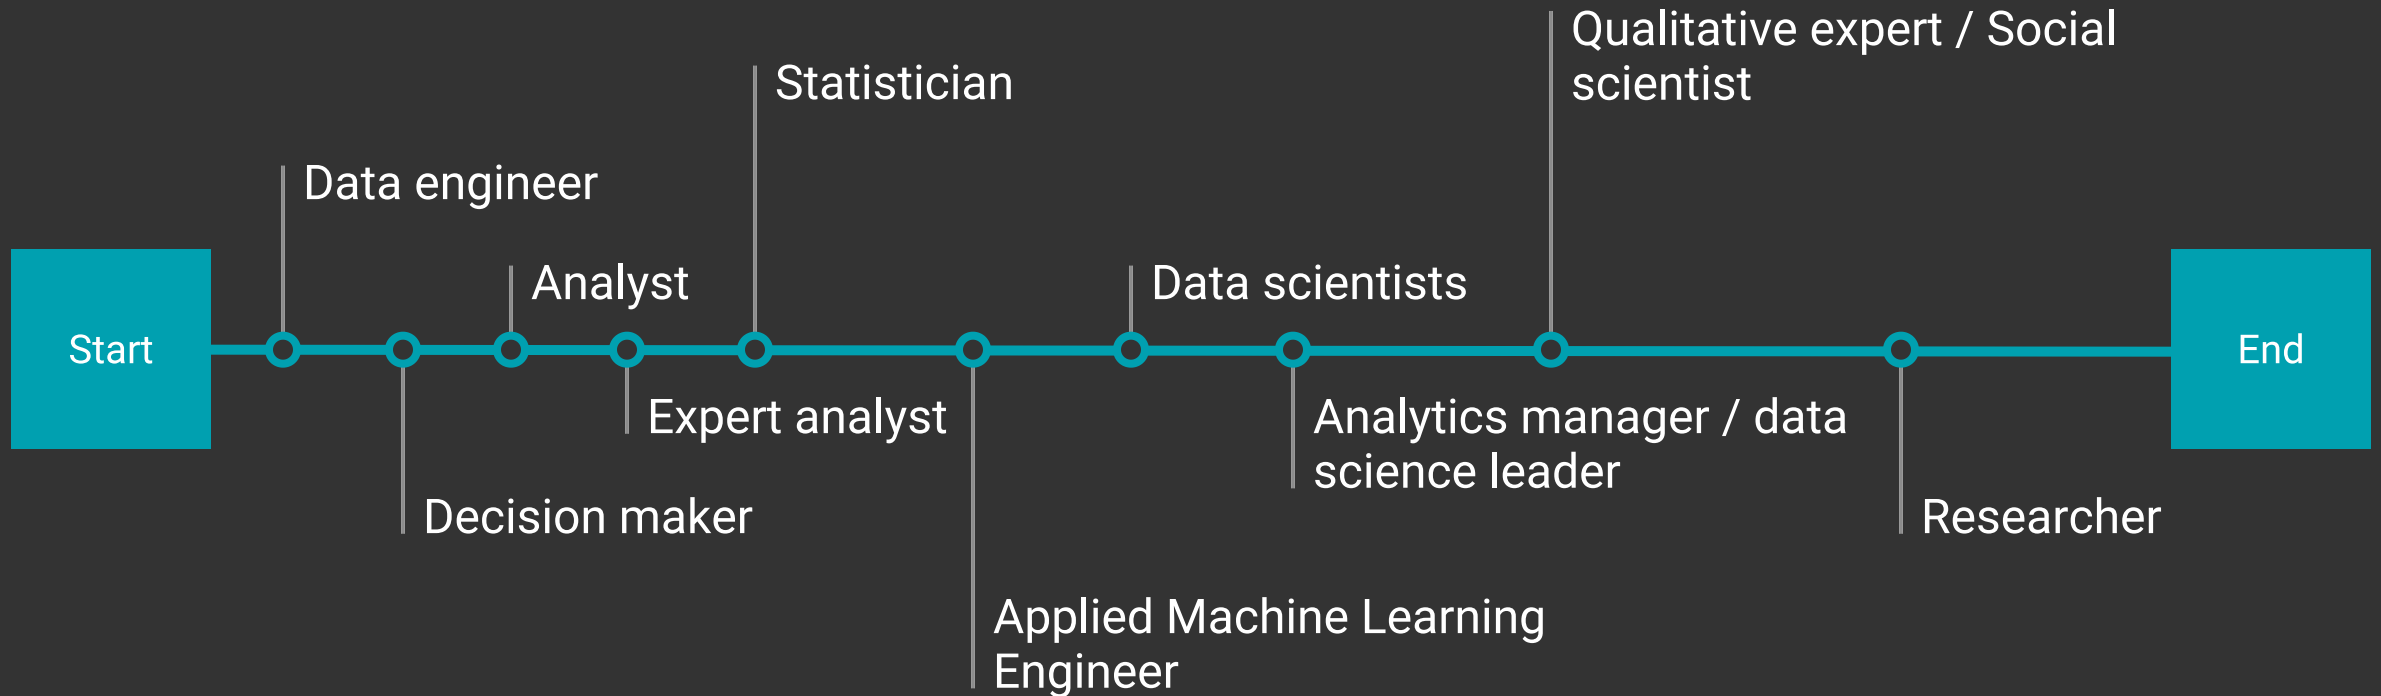 Start
Data engineer
Decision maker
Analyst
Expert analyst
Statistician
Applied Machine Learning
Engineer
Data scientists
Analytics manager / data
science leader
Qualitative expert / Social
scientist
Researcher
End